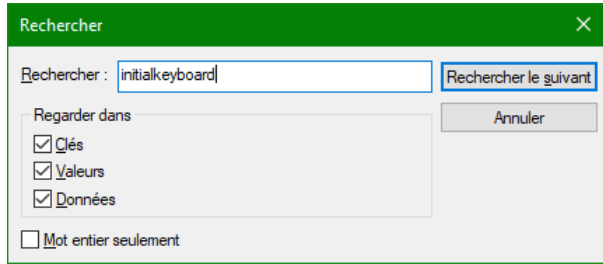 Rechercher
Rechercher : initialkeyboard
Rechercher le suivant
Annuler
Regarder dans
Clés
Valeurs
Données
Mot entier seulement